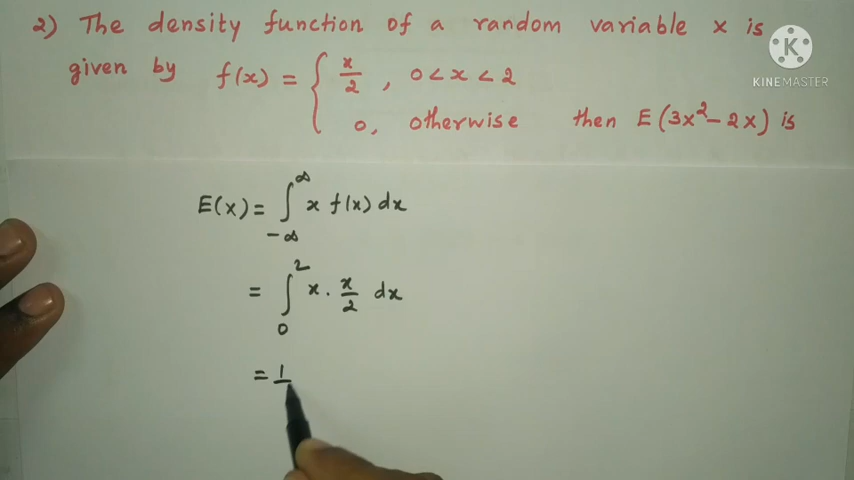 2) The density function of a random variable x is
given by f(x) = { x/2 , 0 < x < 2
0, otherwise then E(3x² - 2x) is
K
KINEMASTER
E(x) = ∫_{-∞}^{∞} x f(x) dx
= ∫_0^2 x · x/2 dx
= 1